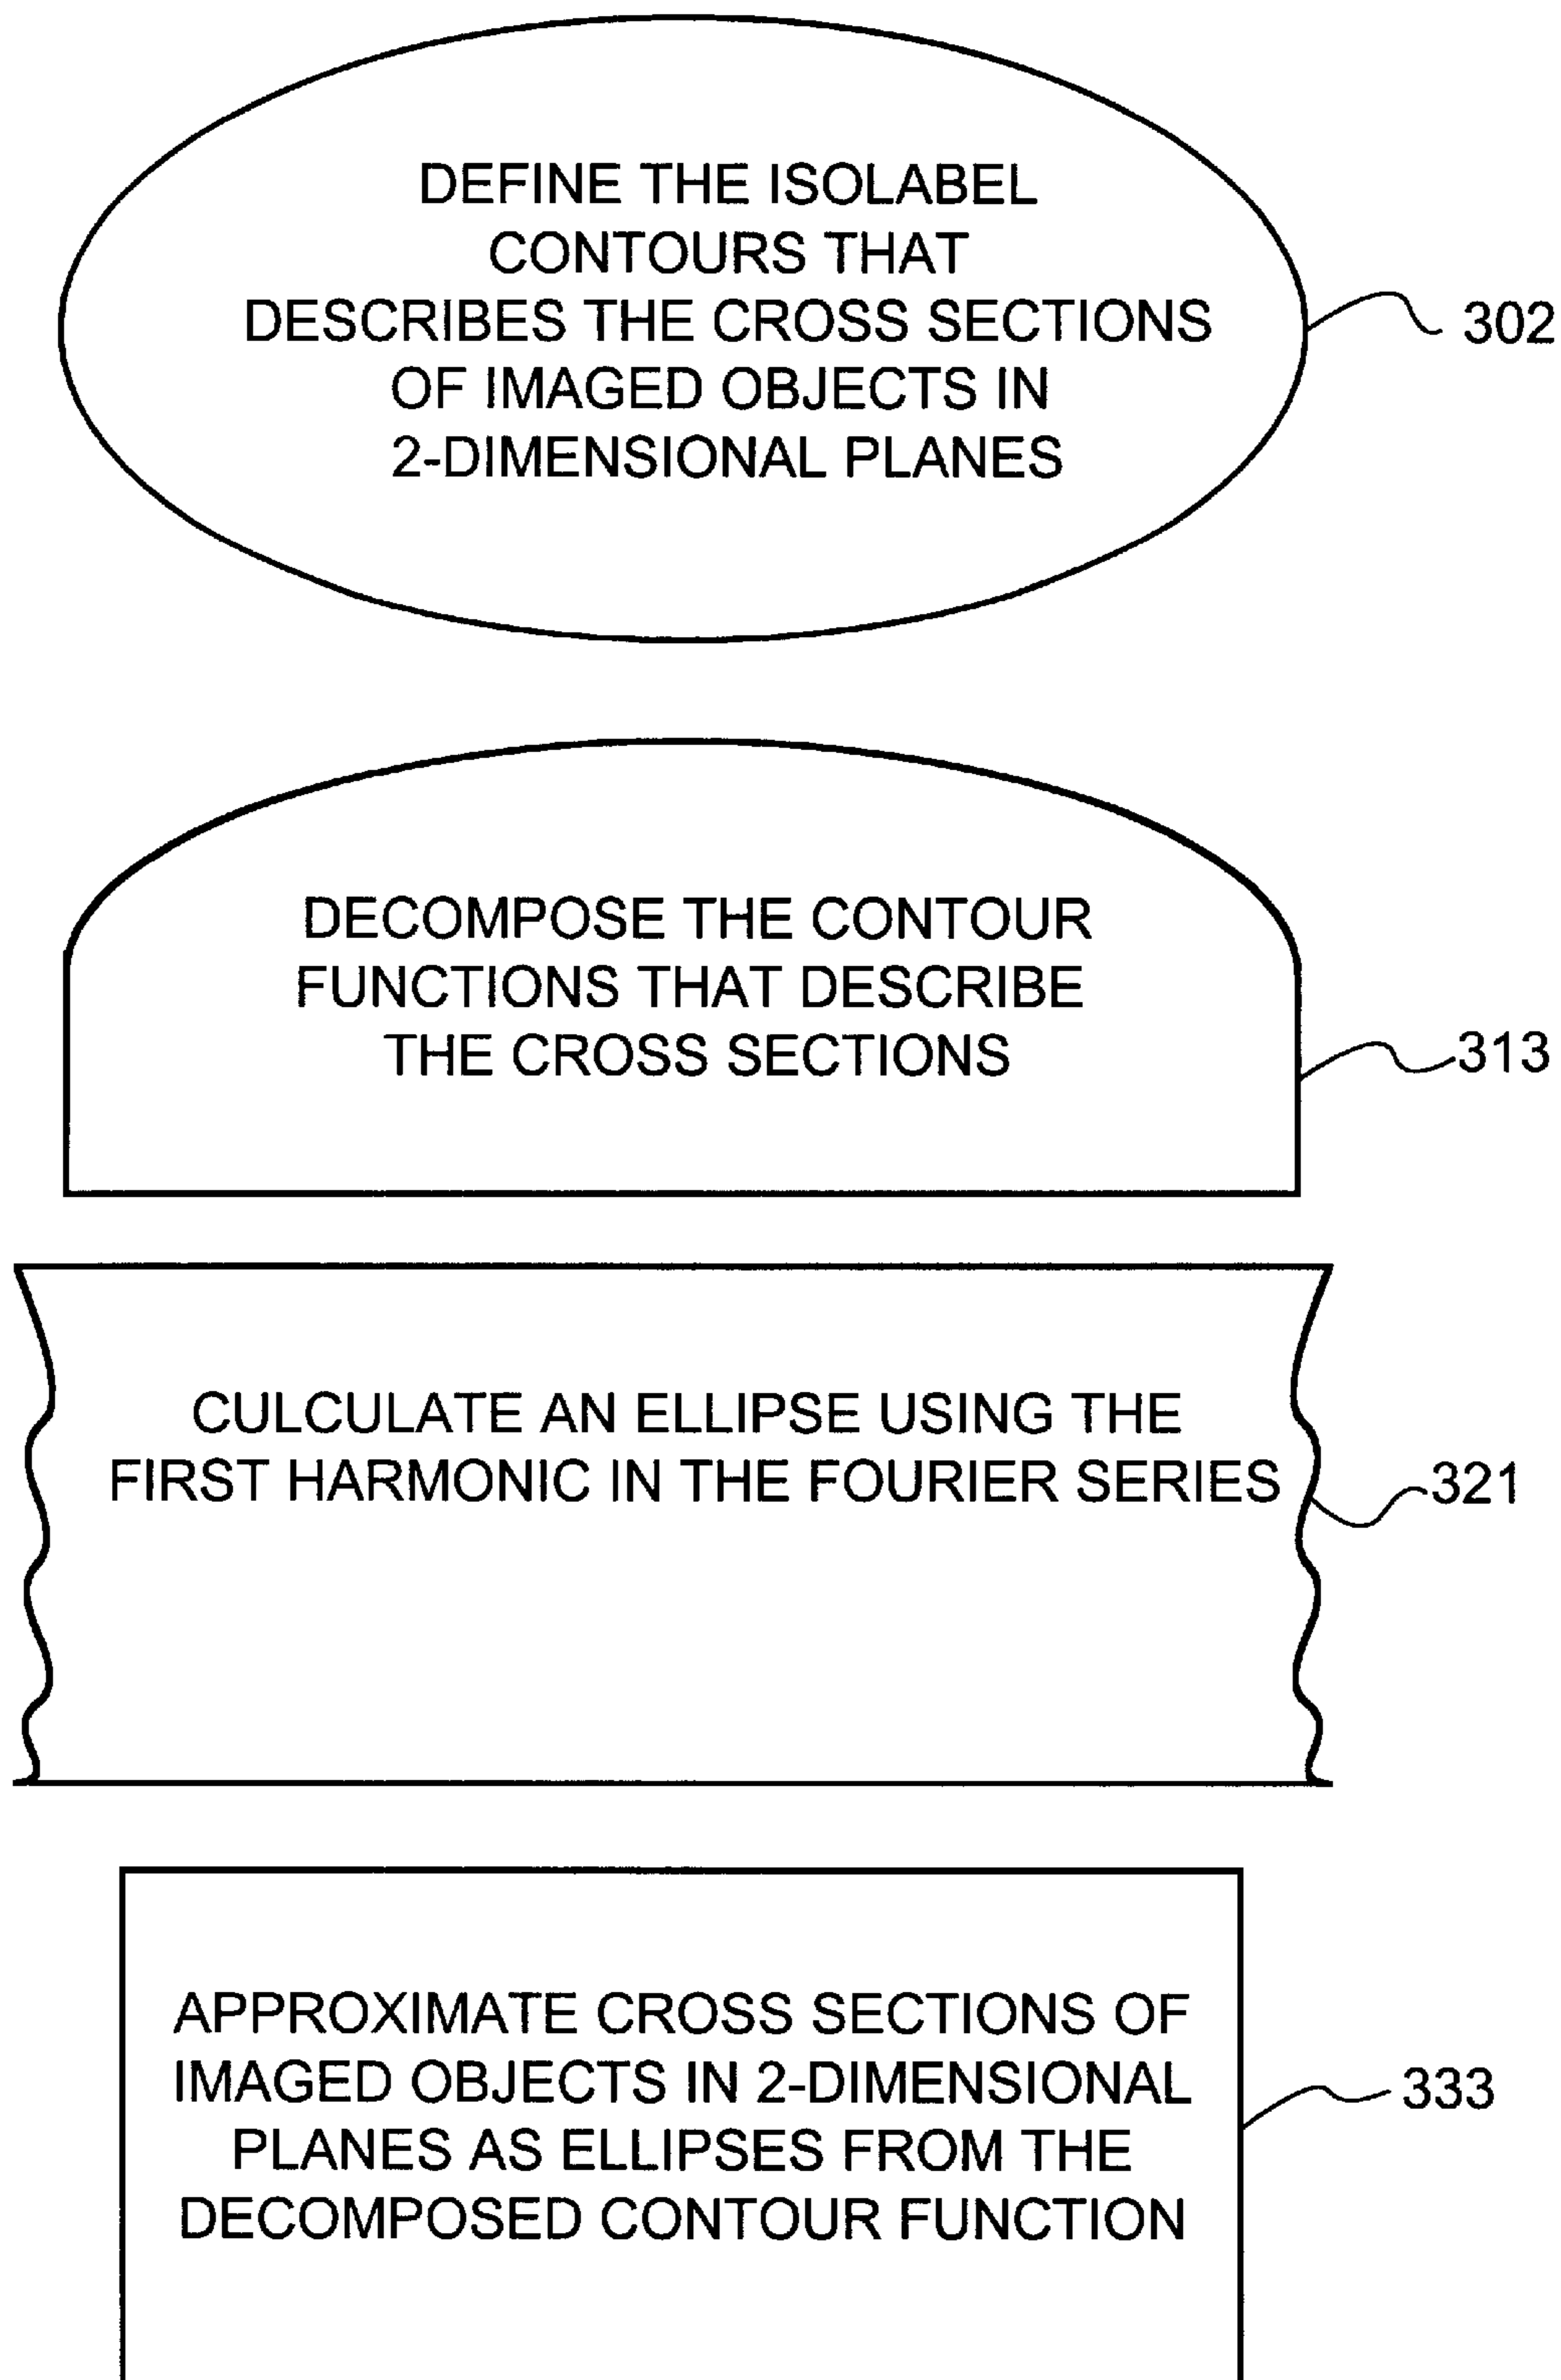 DEFINE THE ISOLABEL
CONTOURS THAT
DESCRIBES THE CROSS SECTIONS
OF IMAGED OBJECTS IN
2-DIMENSIONAL PLANES
302
DECOMPOSE THE CONTOUR
FUNCTIONS THAT DESCRIBE
THE CROSS SECTIONS
313
CULCULATE AN ELLIPSE USING THE
FIRST HARMONIC IN THE FOURIER SERIES
321
APPROXIMATE CROSS SECTIONS OF
IMAGED OBJECTS IN 2-DIMENSIONAL
PLANES AS ELLIPSES FROM THE
DECOMPOSED CONTOUR FUNCTION
333